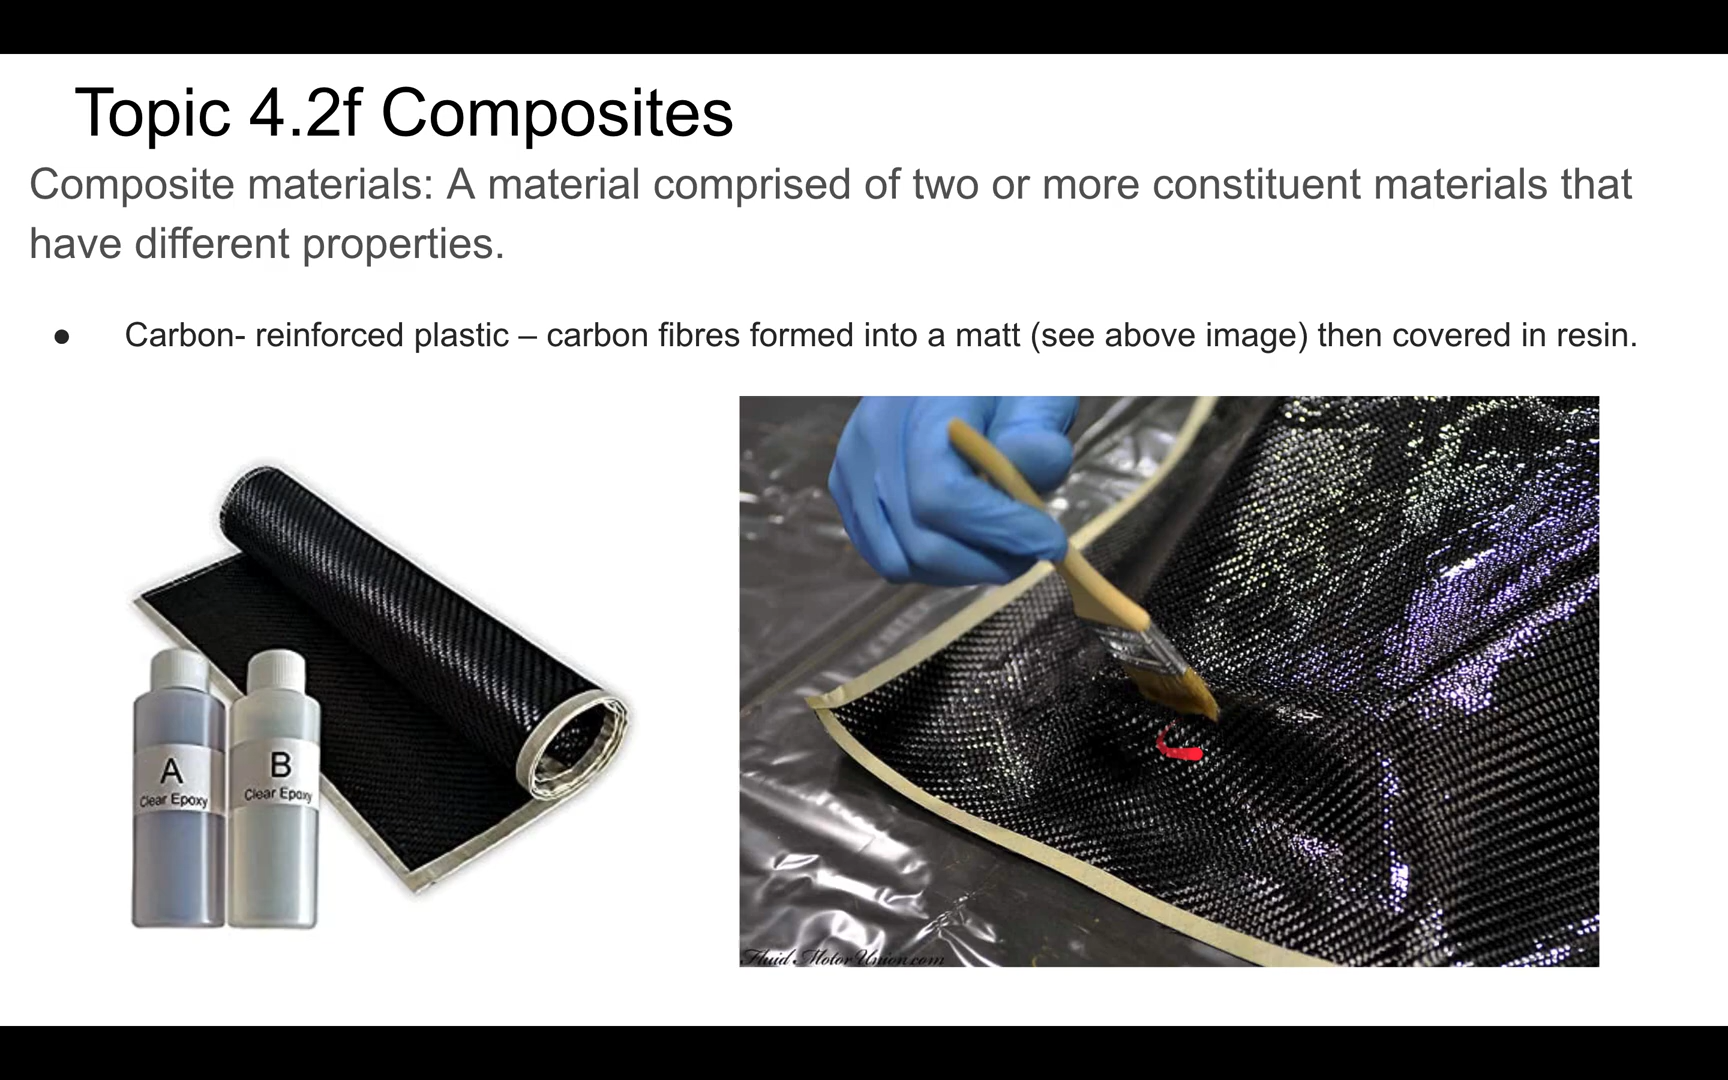 Topic 4.2f Composites
Composite materials: A material comprised of two or more constituent materials that
have different properties.
● Carbon- reinforced plastic – carbon fibres formed into a matt (see above image) then covered in resin.
A
Clear Epoxy
B
Clear Epoxy
Fluid MotorUnion.com